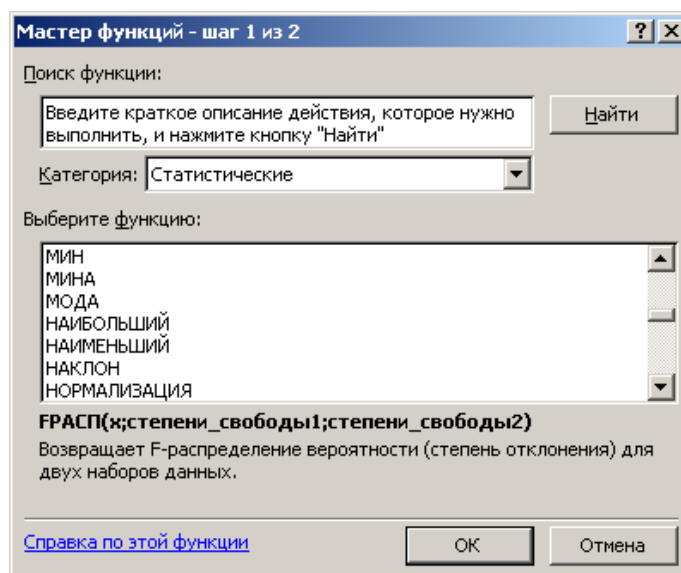 Мастер функций - шаг 1 из 2
Поиск функции:
Введите краткое описание действия, которое нужно
выполнить, и нажмите кнопку "Найти"
Найти
Категория: Статистические
Выберите функцию:
МИН
МИНА
МОДА
НАИБОЛЬШИЙ
НАИМЕНЬШИЙ
НАКЛОН
НОРМАЛИЗАЦИЯ
FРАСП(x;степени_свободы1;степени_свободы2)
Возвращает F-распределение вероятности (степень отклонения) для
двух наборов данных.
Справка по этой функции
ОК
Отмена